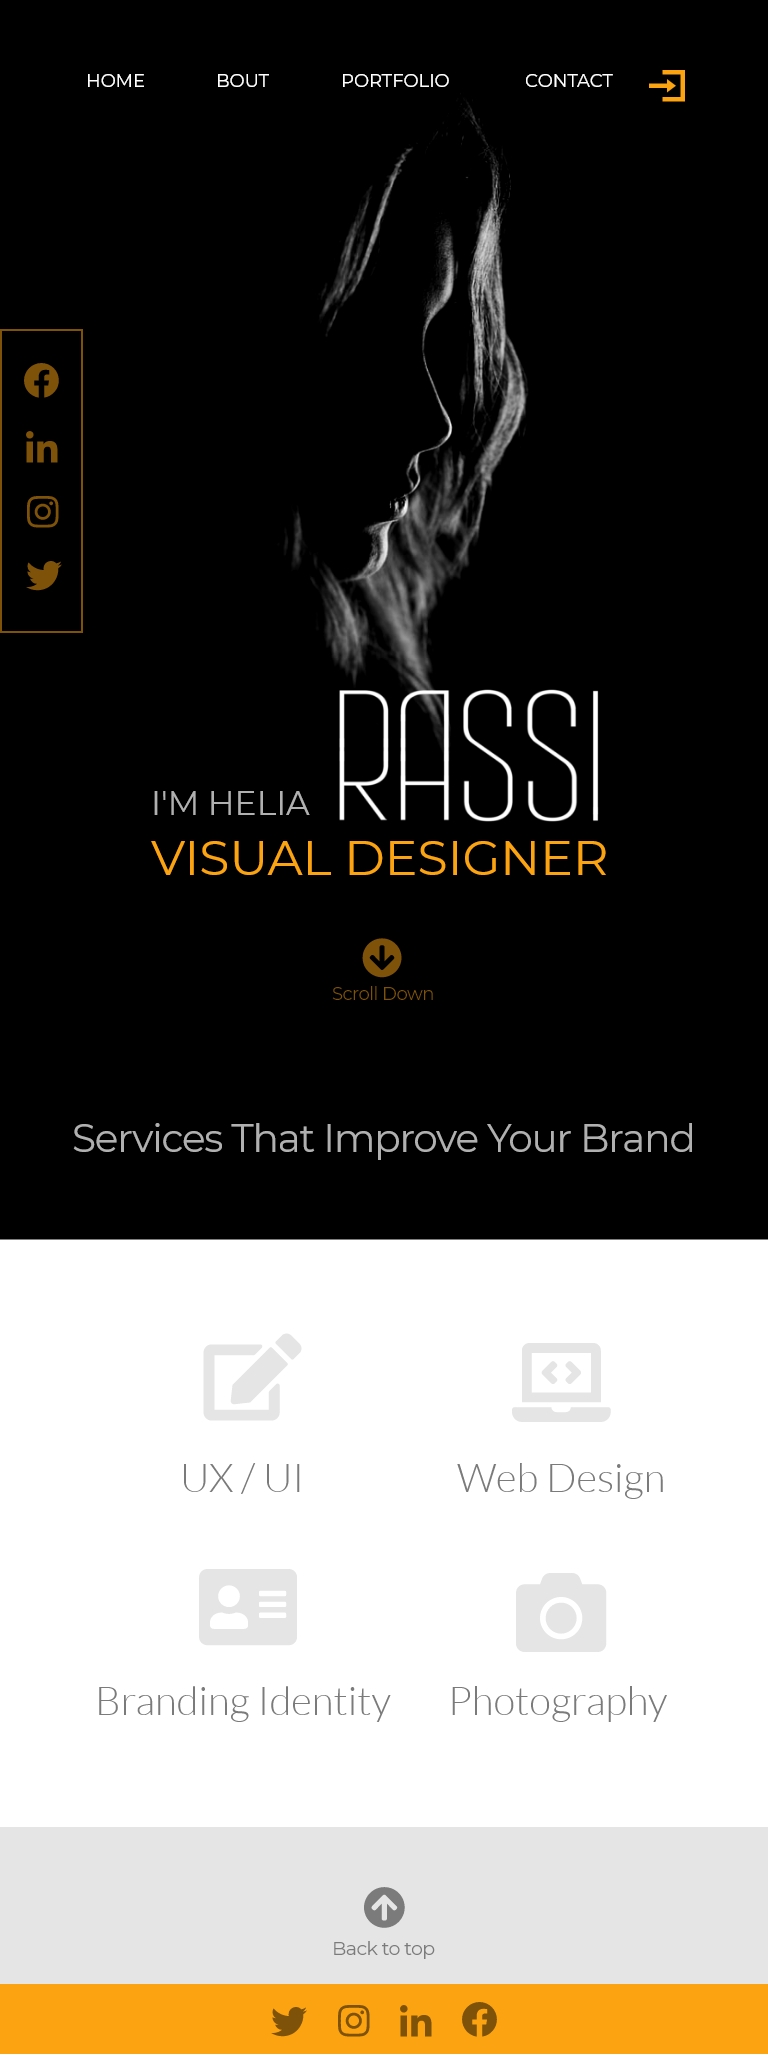 HOME BOUT PORTFOLIO CONTACT
I'M HELIA RASSI
VISUAL DESIGNER
Scroll Down
Services That Improve Your Brand
UX / UI Web Design
Branding Identity Photography
Back to top